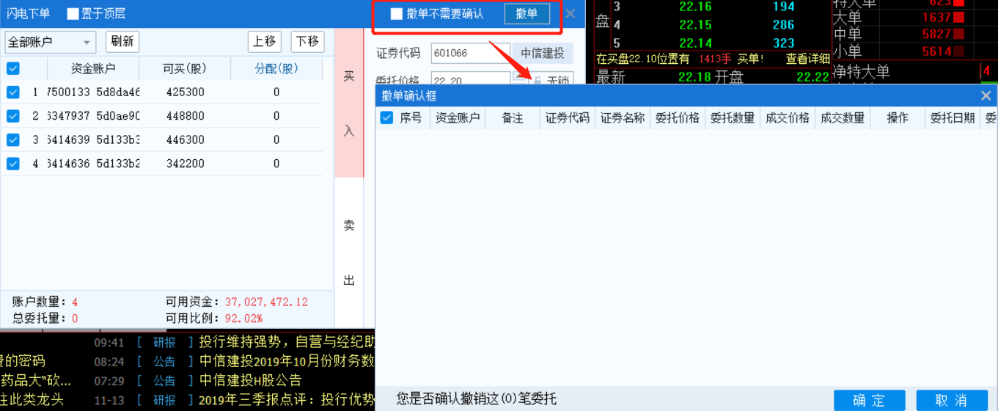 闪电下单 置于顶层 撤单不需要确认 撤单
全部账户 刷新 上移 下移
资金账户 可买(股) 分配(股)
1 7500133 5d8da46 425300 0
2 6347937 5d0ae90 448800 0
3 6414639 5d133b3 446300 0
4 6414636 5d133b2 342200 0
账户数量: 4 可用资金: 37,027,472.12
总委托量: 0 可用比例: 92.02%
买
入
卖
出
证券代码 601066 中信建投
委托价格 22.20 无锁
盘
3 22.16 194
4 22.15 286
5 22.14 323
在买盘22.10位置有 1413手 买单! 查看详细
最新 22.18 开盘 22.22
特大单 823
大单 1637
中单 5827
小单 5614
净特大单 4
撤单确认框
序号 资金账户 备注 证券代码 证券名称 委托价格 委托数量 成交价格 成交数量 操作 委托日期 委
您是否确认撤销这(0)笔委托
确 定 取 消
09:41 [ 研报 ] 投行维持强势，自营与经纪助
费的密码 08:24 [ 公告 ] 中信建投2019年10月份财务数
药品大“砍... 07:29 [ 公告 ] 中信建投H股公告
注此类龙头 11-13 [ 研报 ] 2019年三季报点评：投行优势